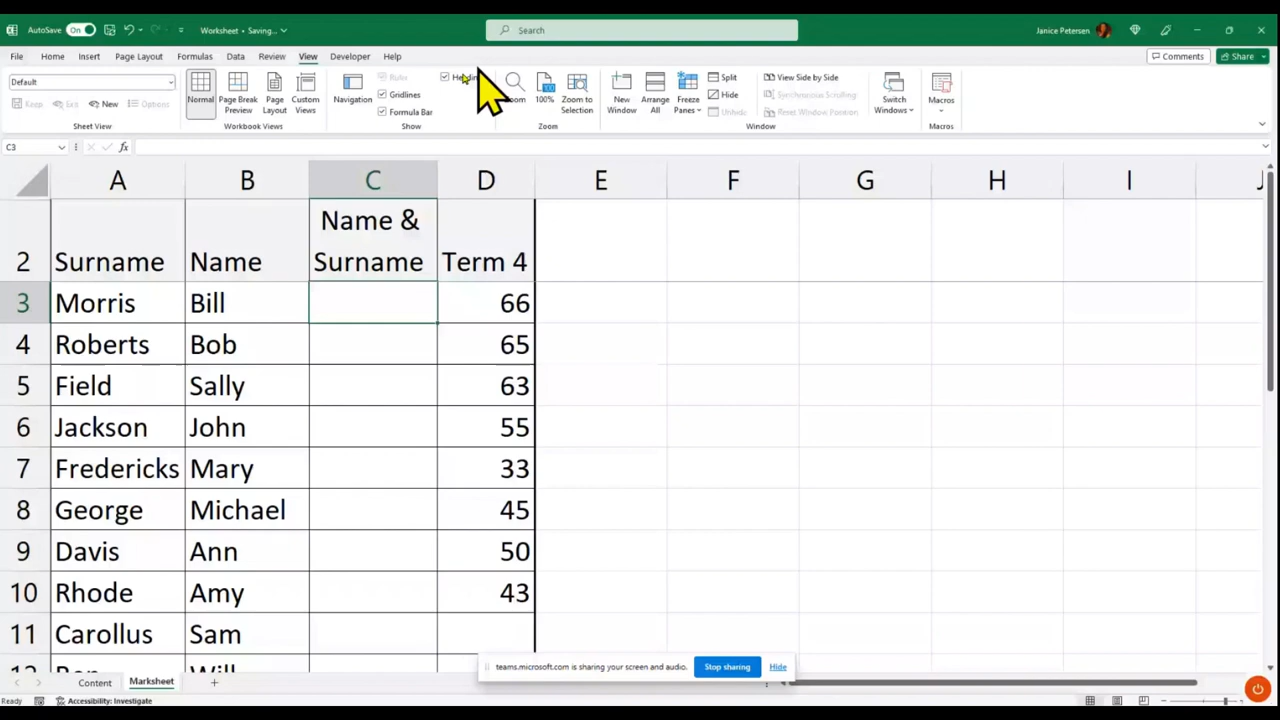 AutoSave On Worksheet • Saving... Search Janice Petersen
File Home Insert Page Layout Formulas Data Review View Developer Help Comments Share
Default
Keep Exit New Options
Sheet View
Normal
Page Break Preview
Page Layout
Custom Views
Workbook Views
Navigation
Ruler
Gridlines
Formula Bar
Show
100%
Zoom to Selection
Zoom
New Window
Arrange All
Freeze Panes
Split
Hide
Unhide
View Side by Side
Synchronous Scrolling
Reset Window Position
Window
Switch Windows
Macros
Macros
C3 fx
A B C D E F G H I J
Name &
2 Surname Name Surname Term 4
3 Morris Bill 66
4 Roberts Bob 65
5 Field Sally 63
6 Jackson John 55
7 Fredericks Mary 33
8 George Michael 45
9 Davis Ann 50
10 Rhode Amy 43
11 Carollus Sam
teams.microsoft.com is sharing your screen and audio. Stop sharing Hide
Content Marksheet
Ready Accessibility: Investigate